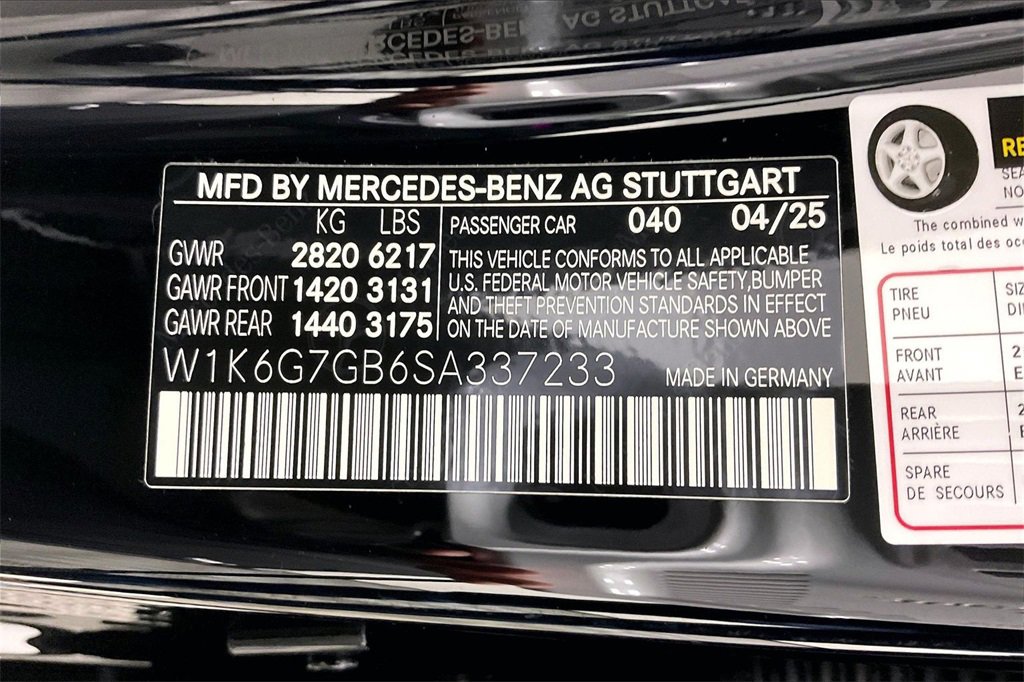 MFD BY MERCEDES-BENZ AG STUTTGART
KG LBS
GVWR 2820 6217
GAWR FRONT 1420 3131
GAWR REAR 1440 3175
PASSENGER CAR 040 04/25
THIS VEHICLE CONFORMS TO ALL APPLICABLE
U.S. FEDERAL MOTOR VEHICLE SAFETY,BUMPER
AND THEFT PREVENTION STANDARDS IN EFFECT
ON THE DATE OF MANUFACTURE SHOWN ABOVE
W1K6G7GB6SA337233
MADE IN GERMANY
The combined
Le poids total des
TIRE
PNEU
FRONT
AVANT
REAR
ARRIÈRE
SPARE
DE SECOURS